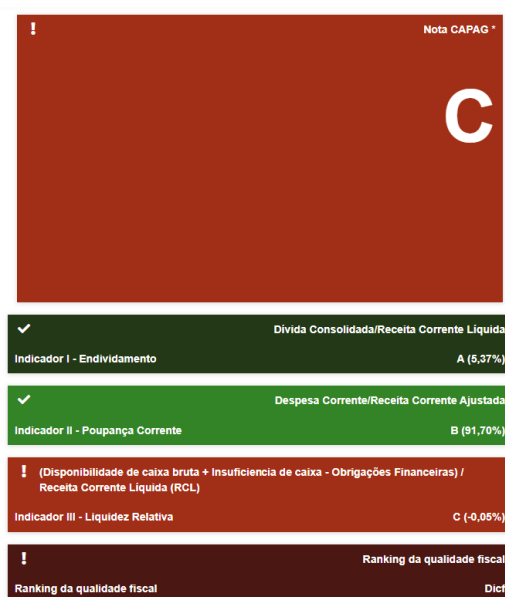 ! Nota CAPAG *
C
Dívida Consolidada/Receita Corrente Líquida
Indicador I - Endividamento A (5,37%)
Despesa Corrente/Receita Corrente Ajustada
Indicador II - Poupança Corrente B (91,70%)
! (Disponibilidade de caixa bruta + Insuficiencia de caixa - Obrigações Financeiras) /
Receita Corrente Líquida (RCL)
Indicador III - Liquidez Relativa C (-0,05%)
! Ranking da qualidade fiscal
Ranking da qualidade fiscal Dicf